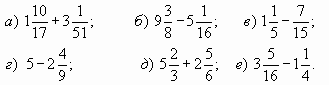 а) 1 10/17 + 3 1/51; б) 9 3/8 − 5 1/16; в) 1 1/5 − 7/15;
г) 5 − 2 4/9; д) 5 2/3 + 2 5/6; е) 3 5/16 − 1 1/4.